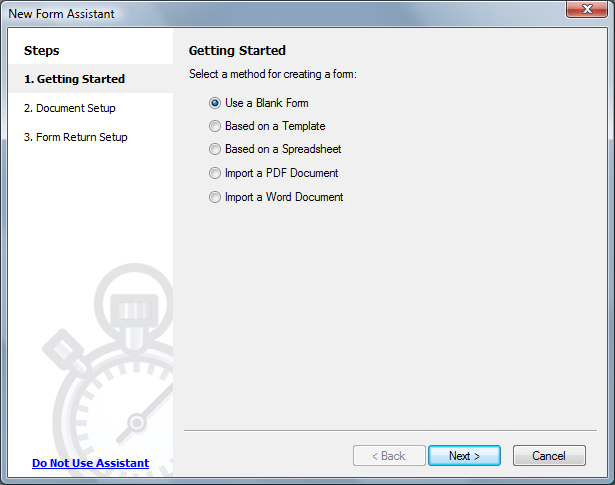 New Form Assistant
Steps
1. Getting Started
2. Document Setup
3. Form Return Setup
Do Not Use Assistant
Getting Started
Select a method for creating a form:
Use a Blank Form
Based on a Template
Based on a Spreadsheet
Import a PDF Document
Import a Word Document
< Back
Next >
Cancel